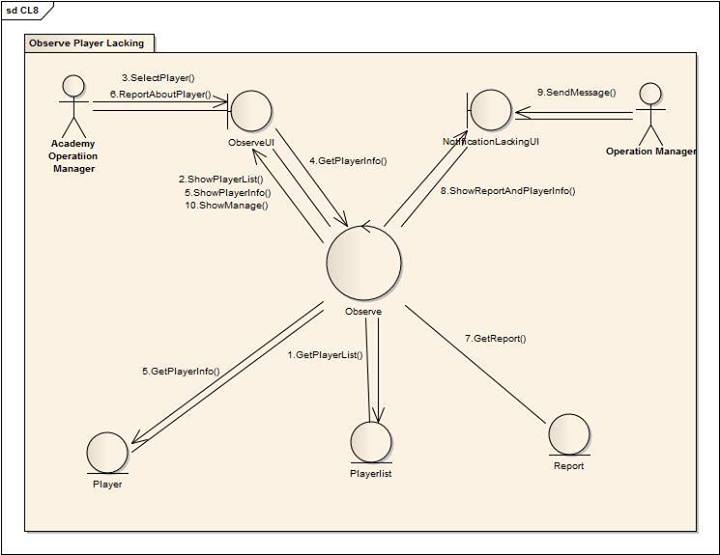 sd CL8
Observe Player Lacking
3.SelectPlayer()
6.ReportAboutPlayer()
9.SendMessage()
Academy
Operatiion
Manager
ObserveUI
NotificationLackingUI
Operation Manager
4.GetPlayerInfo()
2.ShowPlayerList()
5.ShowPlayerInfo()
10.ShowManage()
8.ShowReportAndPlayerInfo()
Observe
7.GetReport()
1.GetPlayerList()
5.GetPlayerInfo()
Player
Playerlist
Report